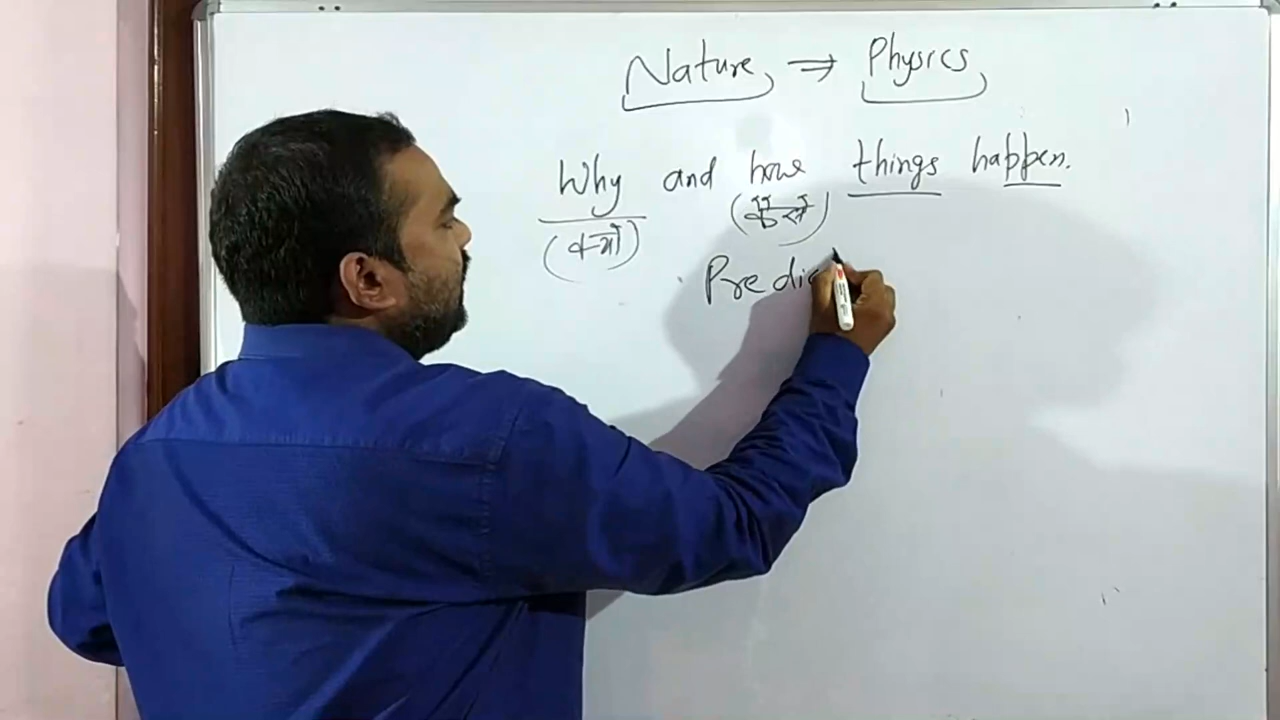 Nature ⇒ Physics
Why and how things happen.
(क्यों) (कैसे)
Predic